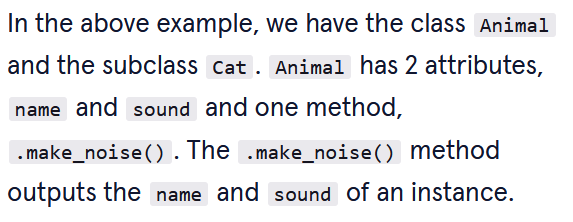 In the above example, we have the class Animal
and the subclass Cat. Animal has 2 attributes,
name and sound and one method,
.make_noise(). The .make_noise() method
outputs the name and sound of an instance.